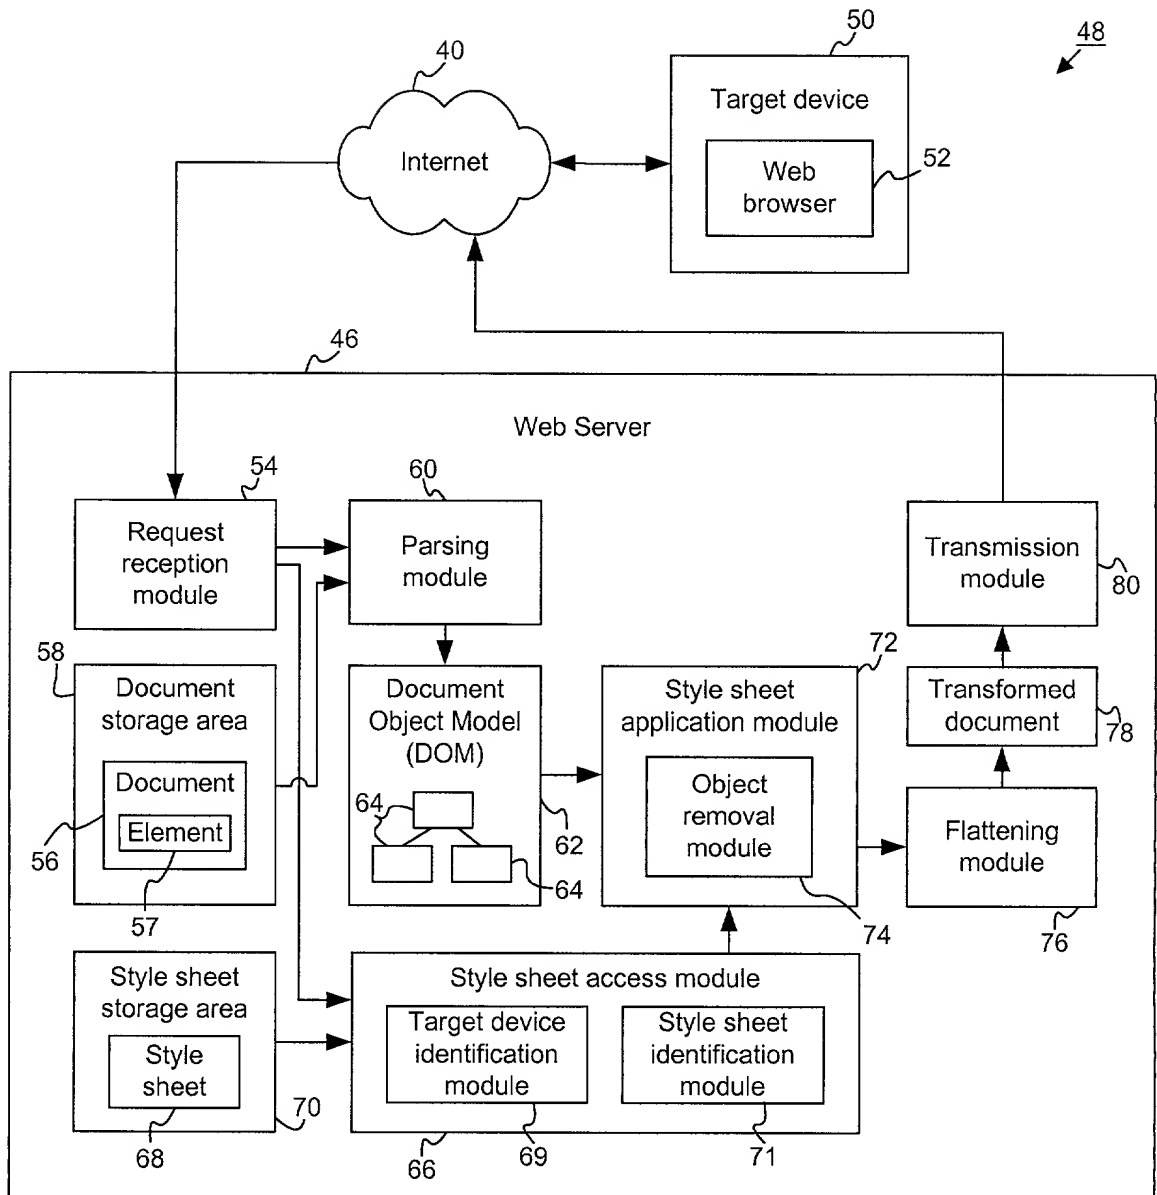 48
50
40
Target device
Internet
Web
browser
52
46
Web Server
54
Request
reception
module
60
Parsing
module
Transmission
module
80
58
Document
storage area
Document
Element
56
57
Document
Object Model
(DOM)
64
62
64
72
Style sheet
application module
Object
removal
module
74
Transformed
document
78
Flattening
module
76
Style sheet
storage area
Style
sheet
68
70
Style sheet access module
Target device
identification
module
Style sheet
identification
module
66
69
71